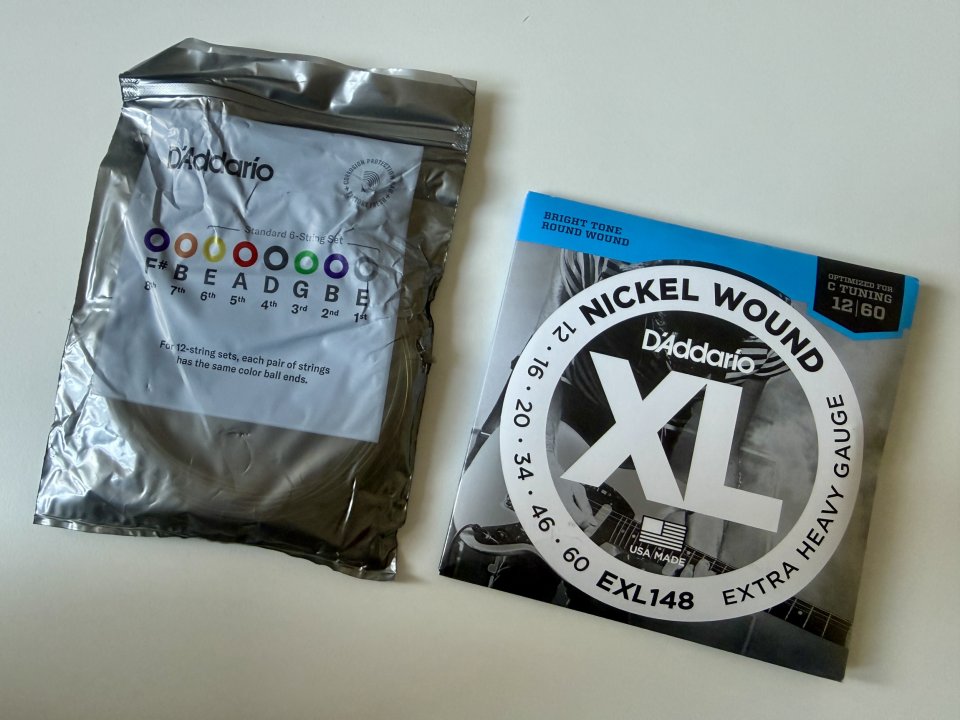 D'Addario
CORROSION PROTECTION
Standard 6-String Set
F# B E A D G B E
8th 7th 6th 5th 4th 3rd 2nd 1st
For 12-string sets, each pair of strings
has the same color ball ends.
BRIGHT TONE
ROUND WOUND
OPTIMIZED FOR
C TUNING
12|60
NICKEL WOUND
D'Addario
XL
12 · 16 · 20 · 34 · 46 · 60
USA MADE
EXL148
EXTRA HEAVY GAUGE